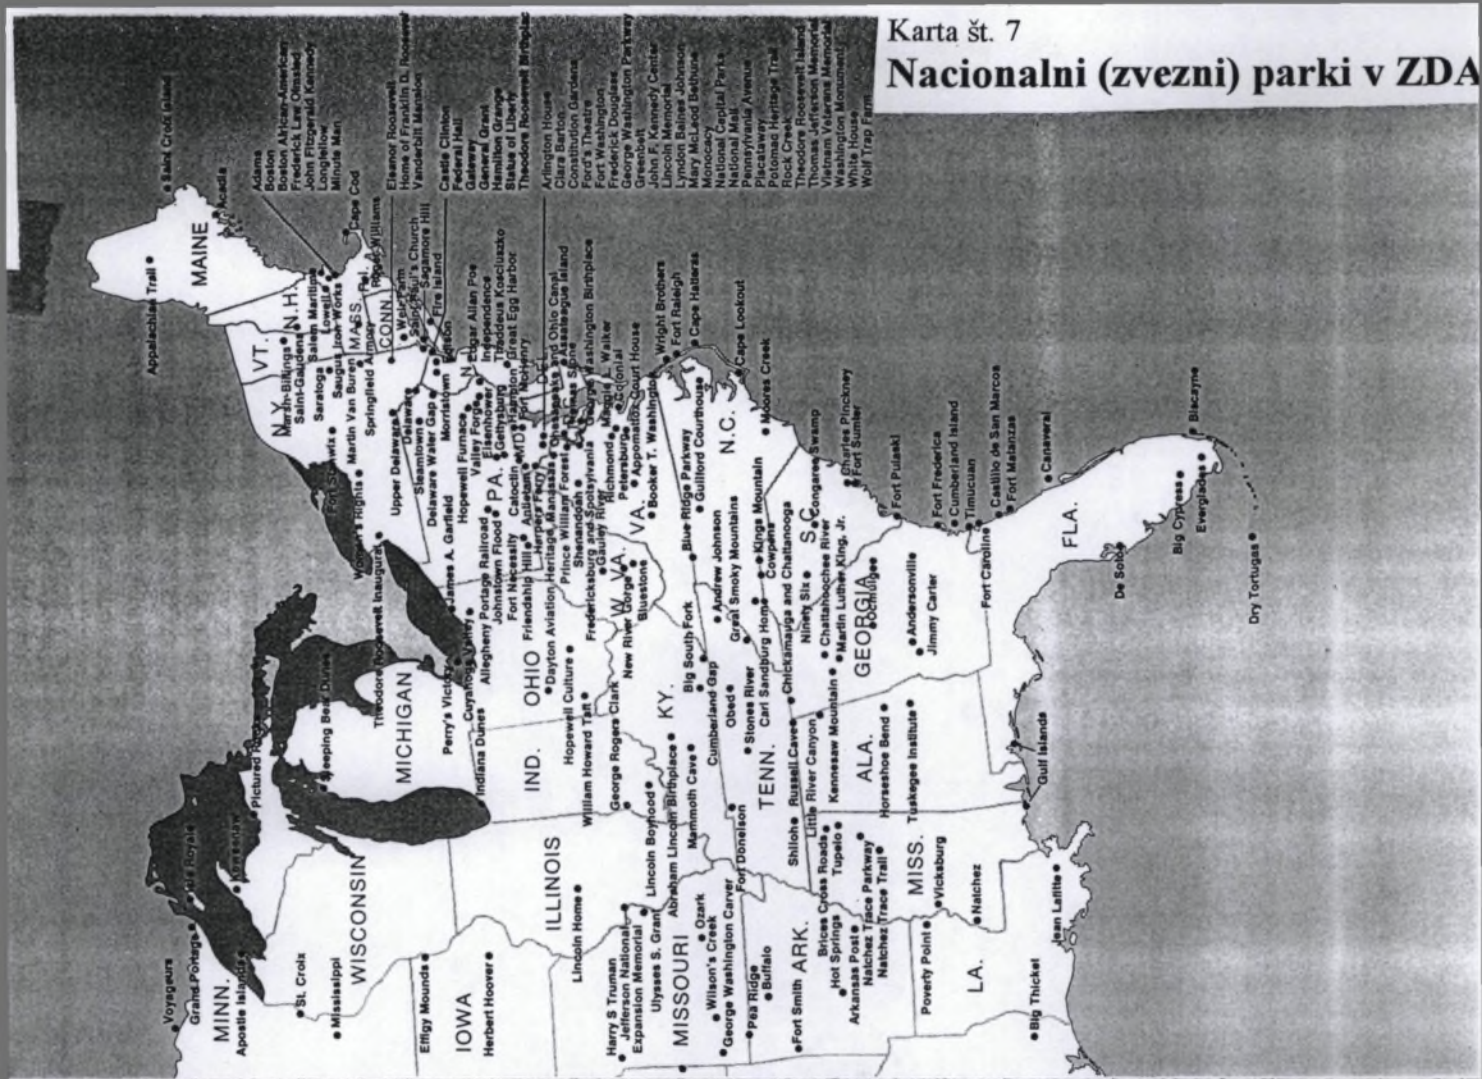 Karta št. 7
Nacionalni (zvezni) parki v ZDA
Saint Croix Island
Acadia
Appalachian Trail
MAINE
Adams
Boston
Boston African-American
Frederick Law Olmsted
John Fitzgerald Kennedy
Longfellow
Minute Man
Cape Cod
Roger Williams
Eleanor Roosevelt
Home of Franklin D. Roosevelt
Vanderbilt Mansion
Weir Farm
Saint Paul's Church
Sagamore Hill
Fire Island
Castle Clinton
Federal Hall
Gateway
General Grant
Hamilton Grange
Statue of Liberty
Theodore Roosevelt Birthplac
Arlington House
Clara Barton
Constitution Gardens
Ford's Theatre
Fort Washington
Frederick Douglass
George Washington Parkway
Greenbelt
John F. Kennedy Center
Lincoln Memorial
Lyndon Baines Johnson
Mary McLeod Bethune
Monocacy
National Capital Parks
National Mall
Pennsylvania Avenue
Piscataway
Potomac Heritage Trail
Rock Creek
Theodore Roosevelt Island
Thomas Jefferson Memorial
Vietnam Veterans Memorial
Washington Monument
White House
Wolf Trap Farm
VT.
N.H.
MASS.
CONN.
N.Y.
Marsh-Billings
Saint-Gaudens
Salem Maritime
Lowell
Saratoga
Saugus Iron Works
Martin Van Buren
Springfield Armory
Fort Stanwix
Women's Rights
Theodore Roosevelt Inaugural
Upper Delaware
Delaware
Steamtown
Delaware Water Gap
Morristown
Edison
Hopewell Furnace
Valley Forge
Edgar Allan Poe
Independence
Thaddeus Kosciuszko
Great Egg Harbor
Eisenhower
Gettysburg
Hampton
Fort McHenry
PA.
MD.
James A. Garfield
Allegheny Portage Railroad
Johnstown Flood
Fort Necessity
Friendship Hill
Catoctin
Antietam
Harpers Ferry
Chesapeake and Ohio Canal
Assateague Island
Thomas Stone
George Washington Birthplace
Manassas
Prince William Forest
Shenandoah
Fredericksburg and Spotsylvania
Maggie L. Walker
Colonial
Richmond
Petersburg
Appomattox Court House
Booker T. Washington
VA.
W. VA.
Gauley River
New River Gorge
Bluestone
Wright Brothers
Fort Raleigh
Cape Hatteras
Cape Lookout
Moores Creek
N.C.
Blue Ridge Parkway
Guilford Courthouse
Andrew Johnson
Great Smoky Mountains
Carl Sandburg Home
Kings Mountain
Cowpens
Ninety Six
S.C.
Congaree Swamp
Charles Pinckney
Fort Sumter
Fort Pulaski
Fort Frederica
Cumberland Island
Timucuan
Castillo de San Marcos
Fort Matanzas
Canaveral
Biscayne
Big Cypress
Everglades
De Soto
Dry Tortugas
Fort Caroline
FLA.
GEORGIA
Chickamauga and Chattanooga
Chattahoochee River
Martin Luther King, Jr.
Ocmulgee
Andersonville
Jimmy Carter
Kennesaw Mountain
ALA.
Russell Cave
Little River Canyon
Horseshoe Bend
Tuskegee Institute
Gulf Islands
TENN.
Big South Fork
Cumberland Gap
Obed
Stones River
Fort Donelson
Shiloh
KY.
Abraham Lincoln Birthplace
Mammoth Cave
OHIO
Perry's Victory
Cuyahoga Valley
Dayton Aviation Heritage
Hopewell Culture
William Howard Taft
IND.
Indiana Dunes
George Rogers Clark
Lincoln Boyhood
MICHIGAN
Sleeping Bear Dunes
Pictured Rocks
Isle Royale
Keweenaw
WISCONSIN
Apostle Islands
St. Croix
MINN.
Voyageurs
Grand Portage
Mississippi
IOWA
Effigy Mounds
Herbert Hoover
ILLINOIS
Lincoln Home
MISSOURI
Harry S Truman
Jefferson National
Expansion Memorial
Ulysses S. Grant
Ozark
Wilson's Creek
George Washington Carver
ARK.
Pea Ridge
Buffalo
Fort Smith
Hot Springs
Arkansas Post
MISS.
Brices Cross Roads
Tupelo
Natchez Trace Parkway
Natchez Trace Trail
Vicksburg
Natchez
LA.
Poverty Point
Jean Lafitte
Big Thicket